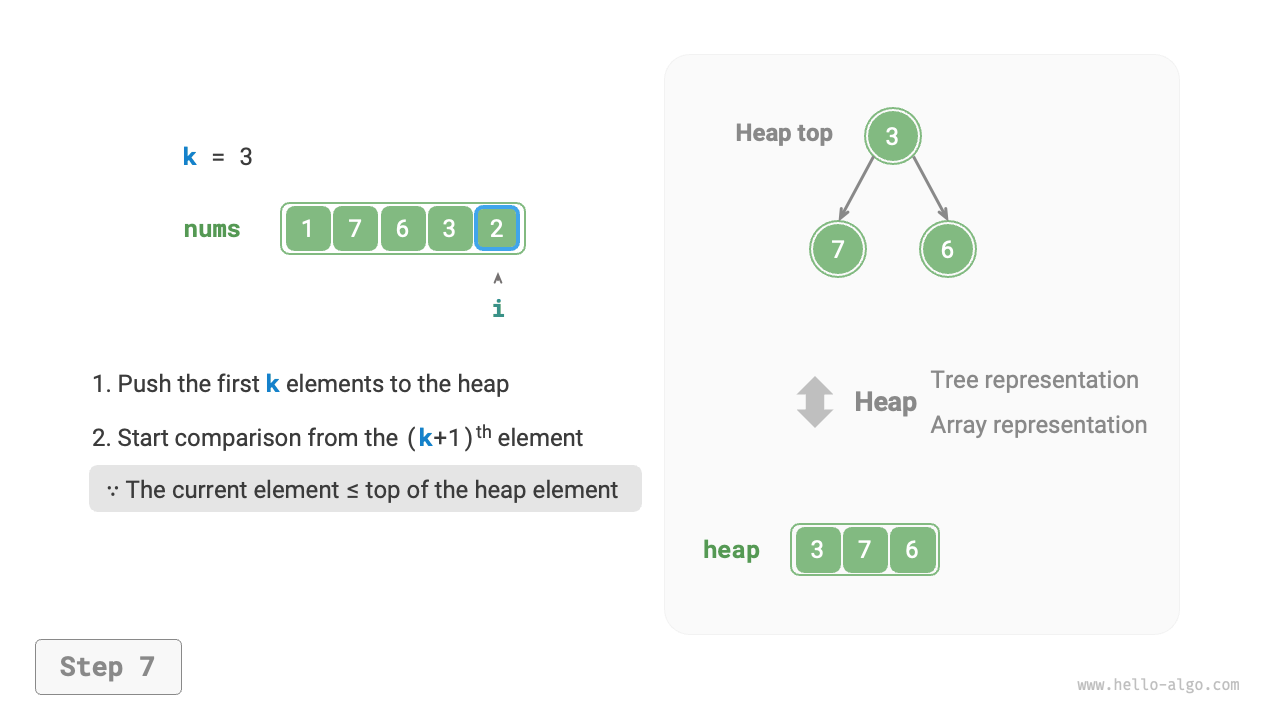 k = 3
nums 1 7 6 3 2
i
1. Push the first k elements to the heap
2. Start comparison from the (k+1)th element
∵ The current element ≤ top of the heap element
Step 7
Heap top 3
7 6
Heap
Tree representation
Array representation
heap 3 7 6
www.hello-algo.com